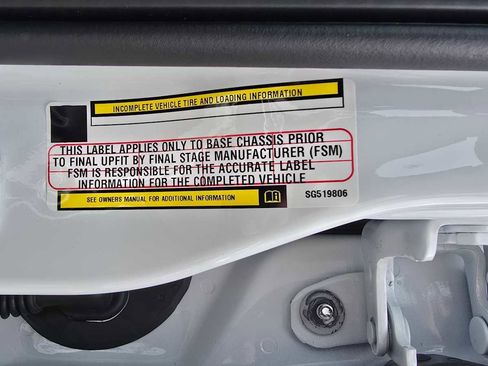 INCOMPLETE VEHICLE TIRE AND LOADING INFORMATION
THIS LABEL APPLIES ONLY TO BASE CHASSIS PRIOR
TO FINAL UPFIT BY FINAL STAGE MANUFACTURER (FSM)
FSM IS RESPONSIBLE FOR THE ACCURATE LABEL
INFORMATION FOR THE COMPLETED VEHICLE
SEE OWNERS MANUAL FOR ADDITIONAL INFORMATION
SG519806